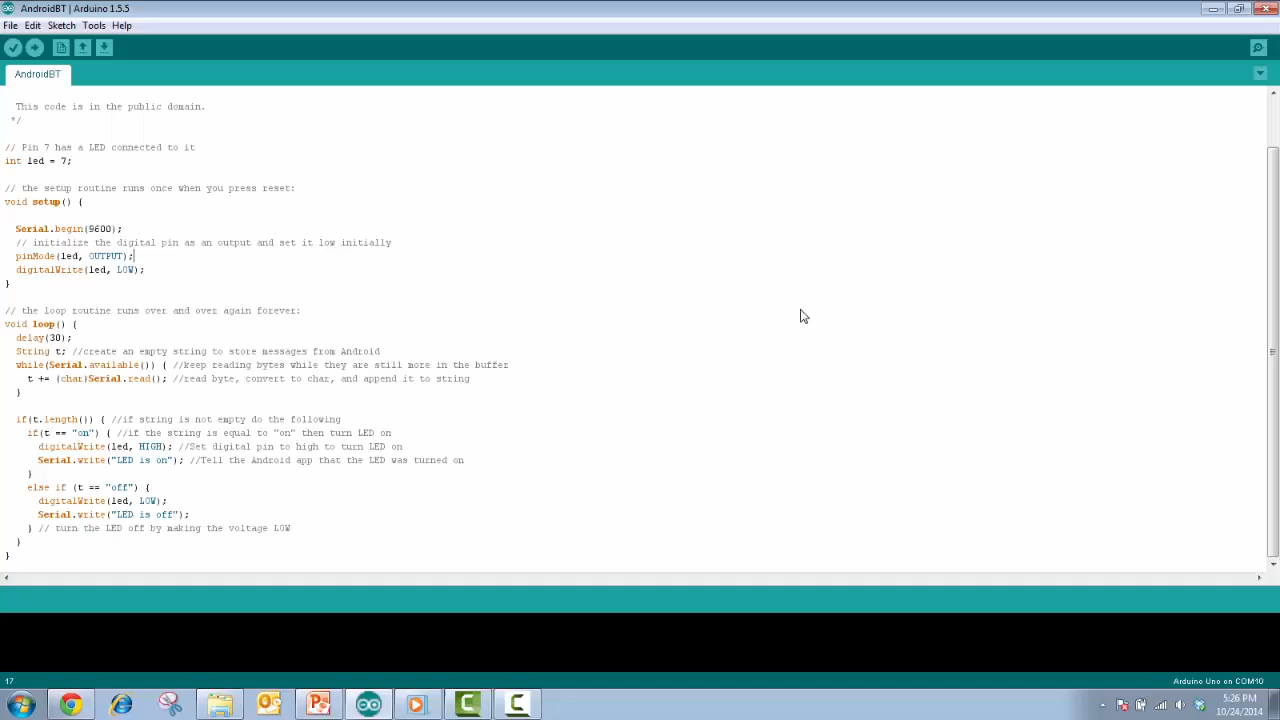 AndroidBT | Arduino 1.5.5
File Edit Sketch Tools Help
AndroidBT
This code is in the public domain.
*/
// Pin 7 has a LED connected to it
int led = 7;
// the setup routine runs once when you press reset:
void setup() {
Serial.begin(9600);
// initialize the digital pin as an output and set it low initially
pinMode(led, OUTPUT);
digitalWrite(led, LOW);
}
// the loop routine runs over and over again forever:
void loop() {
delay(30);
String t; //create an empty string to store messages from Android
while(Serial.available()) { //keep reading bytes while they are still more in the buffer
t += (char)Serial.read(); //read byte, convert to char, and append it to string
}
if(t.length()) { //if string is not empty do the following
if(t == "on") { //if the string is equal to "on" then turn LED on
digitalWrite(led, HIGH); //Set digital pin to high to turn LED on
Serial.write("LED is on"); //Tell the Android app that the LED was turned on
}
else if (t == "off") {
digitalWrite(led, LOW);
Serial.write("LED is off");
} // turn the LED off by making the voltage LOW
}
}
17
Arduino Uno on COM10
5:26 PM
10/24/2014